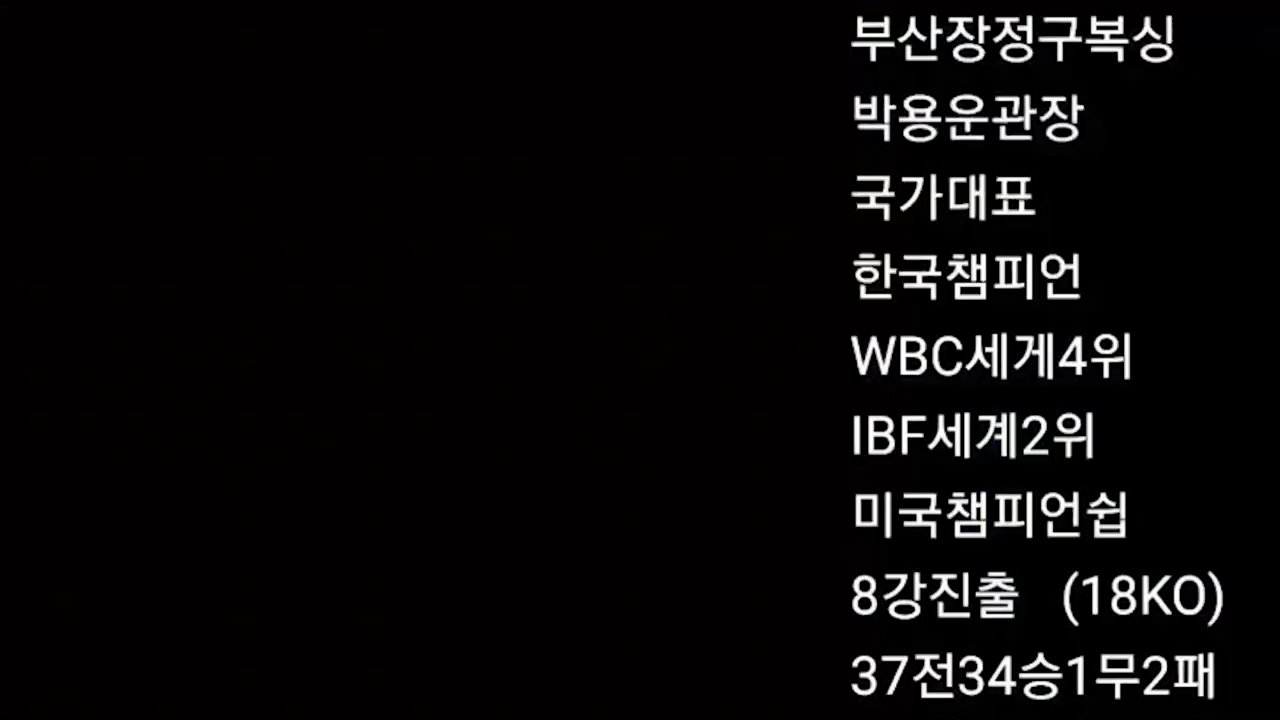 부산장정구복싱
박용운관장
국가대표
한국챔피언
WBC세게4위
IBF세계2위
미국챔피언쉽
8강진출 (18KO)
37전34승1무2패